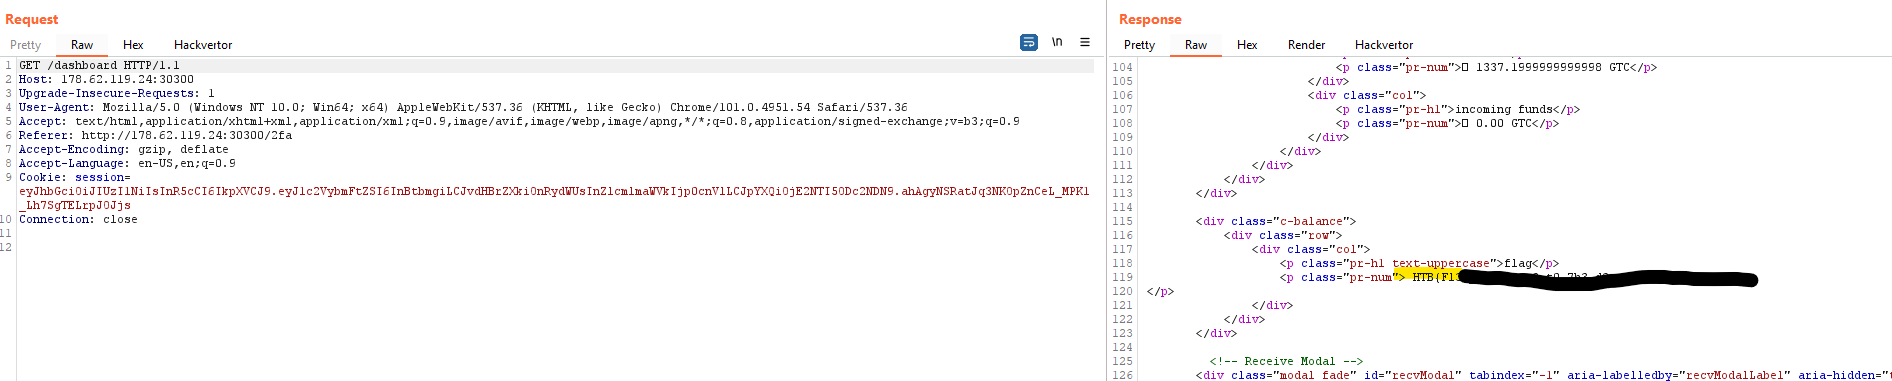 Request
Pretty Raw Hex Hackvertor \n
1 GET /dashboard HTTP/1.1
2 Host: 178.62.119.24:30300
3 Upgrade-Insecure-Requests: 1
4 User-Agent: Mozilla/5.0 (Windows NT 10.0; Win64; x64) AppleWebKit/537.36 (KHTML, like Gecko) Chrome/101.0.4951.54 Safari/537.36
5 Accept: text/html,application/xhtml+xml,application/xml;q=0.9,image/avif,image/webp,image/apng,*/*;q=0.8,application/signed-exchange;v=b3;q=0.9
6 Referer: http://178.62.119.24:30300/2fa
7 Accept-Encoding: gzip, deflate
8 Accept-Language: en-US,en;q=0.9
9 Cookie: session=
10 Connection: close
11
12
Response
Pretty Raw Hex Render Hackvertor
104 <p class="pr-num"> 1337.1999999999998 GTC</p>
105 </div>
106 <div class="col">
107 <p class="pr-hl">incoming funds</p>
108 <p class="pr-num"> 0.00 GTC</p>
109 </div>
110 </div>
111 </div>
112 </div>
113 </div>
114
115 <div class="c-balance">
116 <div class="row">
117 <div class="col">
118 <p class="pr-hl text-uppercase">flag</p>
119 <p class="pr-num"> HTB{Fl
120 </p>
121 </div>
122 </div>
123 </div>
124
125 <!-- Receive Modal -->
126 <div class="modal fade" id="recvModal" tabindex="-1" aria-labelledby="recvModalLabel" aria-hidden="